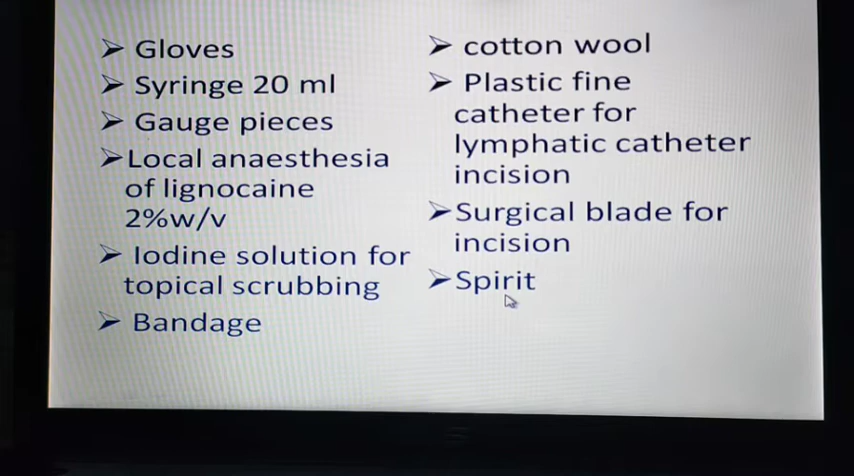 ➢ Gloves
➢ Syringe 20 ml
➢ Gauge pieces
➢Local anaesthesia
of lignocaine
2%w/v
➢ Iodine solution for
topical scrubbing
➢ Bandage
➢ cotton wool
➢ Plastic fine
catheter for
lymphatic catheter
incision
➢Surgical blade for
incision
➢Spirit